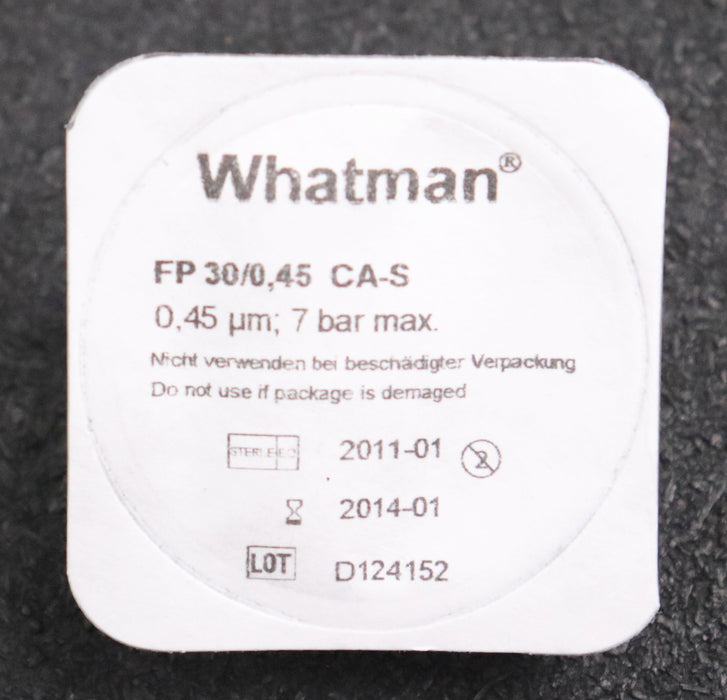 Whatman®
FP 30/0,45 CA-S
0,45 µm; 7 bar max.
Nicht verwenden bei beschädigter Verpackung
Do not use if package is demaged
STERILE EO 2011-01 2
2014-01
LOT D124152